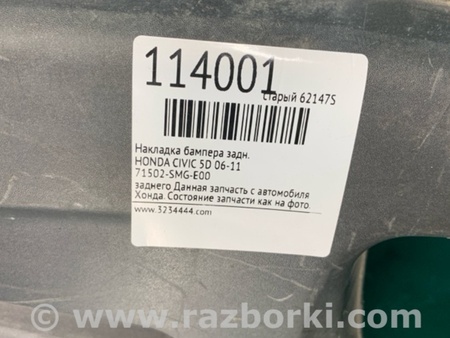 114001
старый 62147S
Накладка бампера задн.
HONDA CIVIC 5D 06-11
71502-SMG-E00
заднего Данная запчасть с автомобиля
Хонда. Состояние запчасти как на фото.
www.3234444.com
www.razborki.com